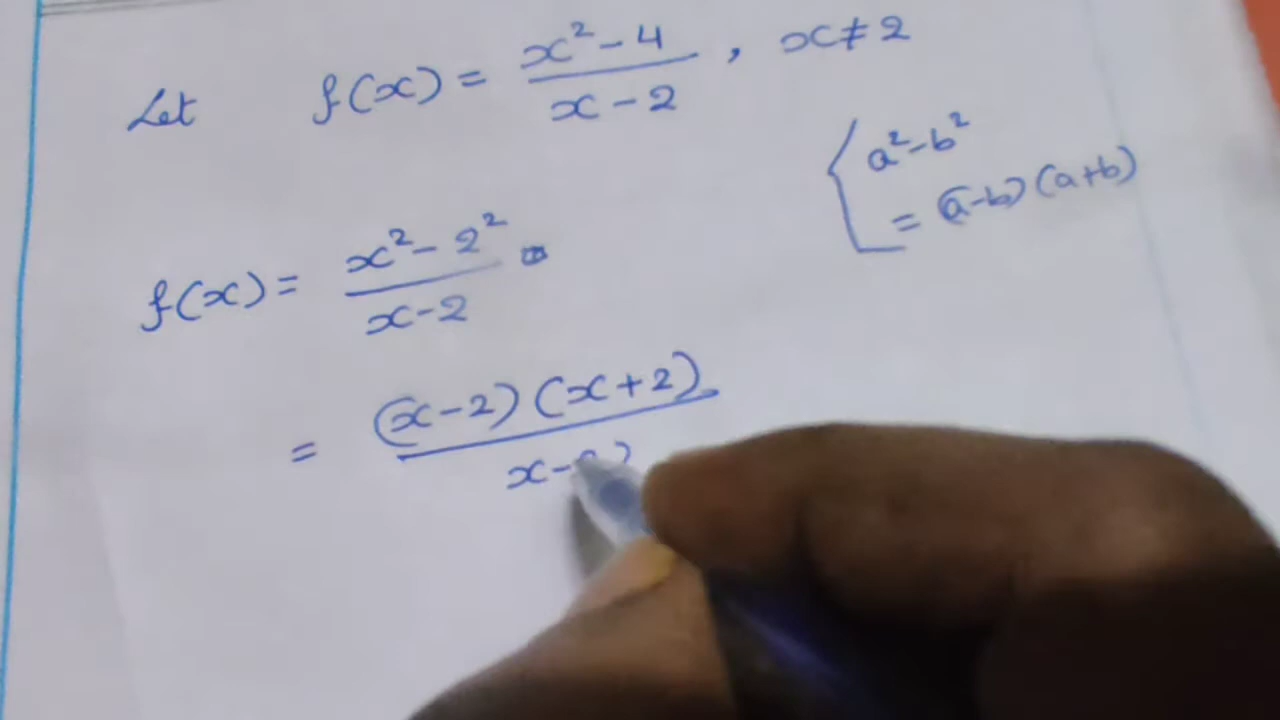 Let f(x) = x²-4 / x-2 , x≠2
{ a²-b²
= (a-b) (a+b)
f(x) = x²-2² / x-2
= (x-2) (x+2) / x-